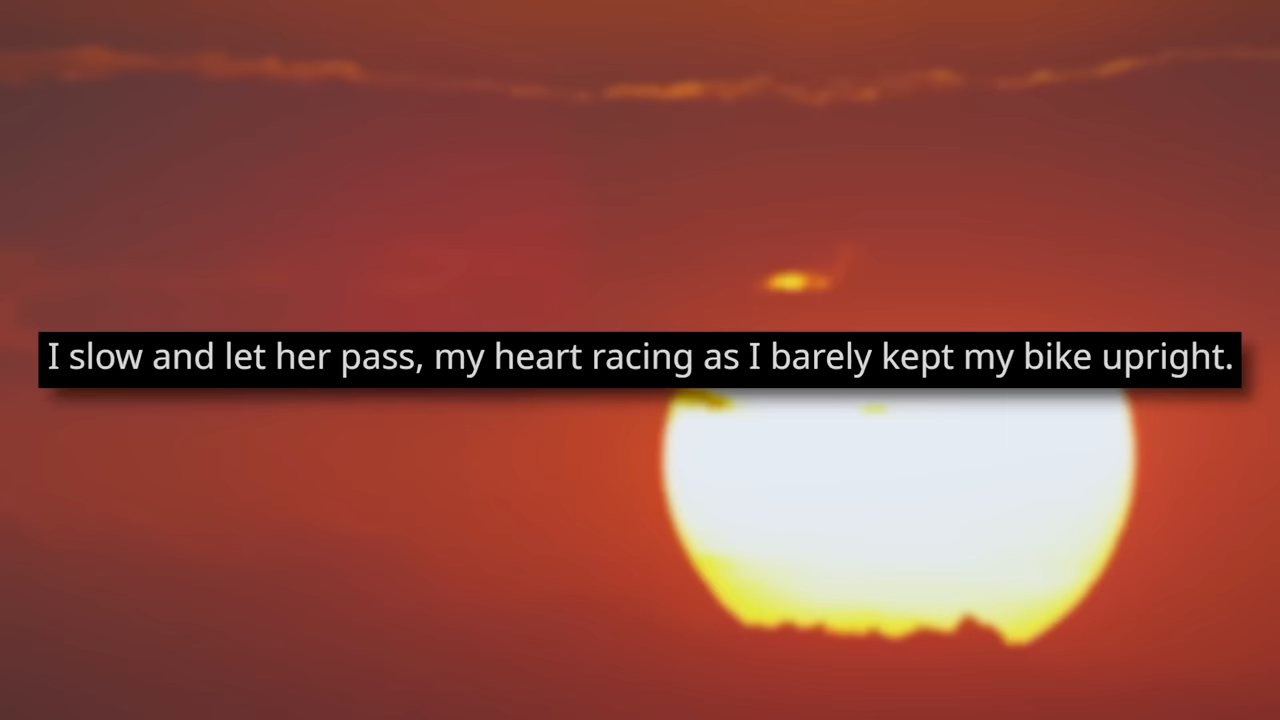 I slow and let her pass, my heart racing as I barely kept my bike upright.